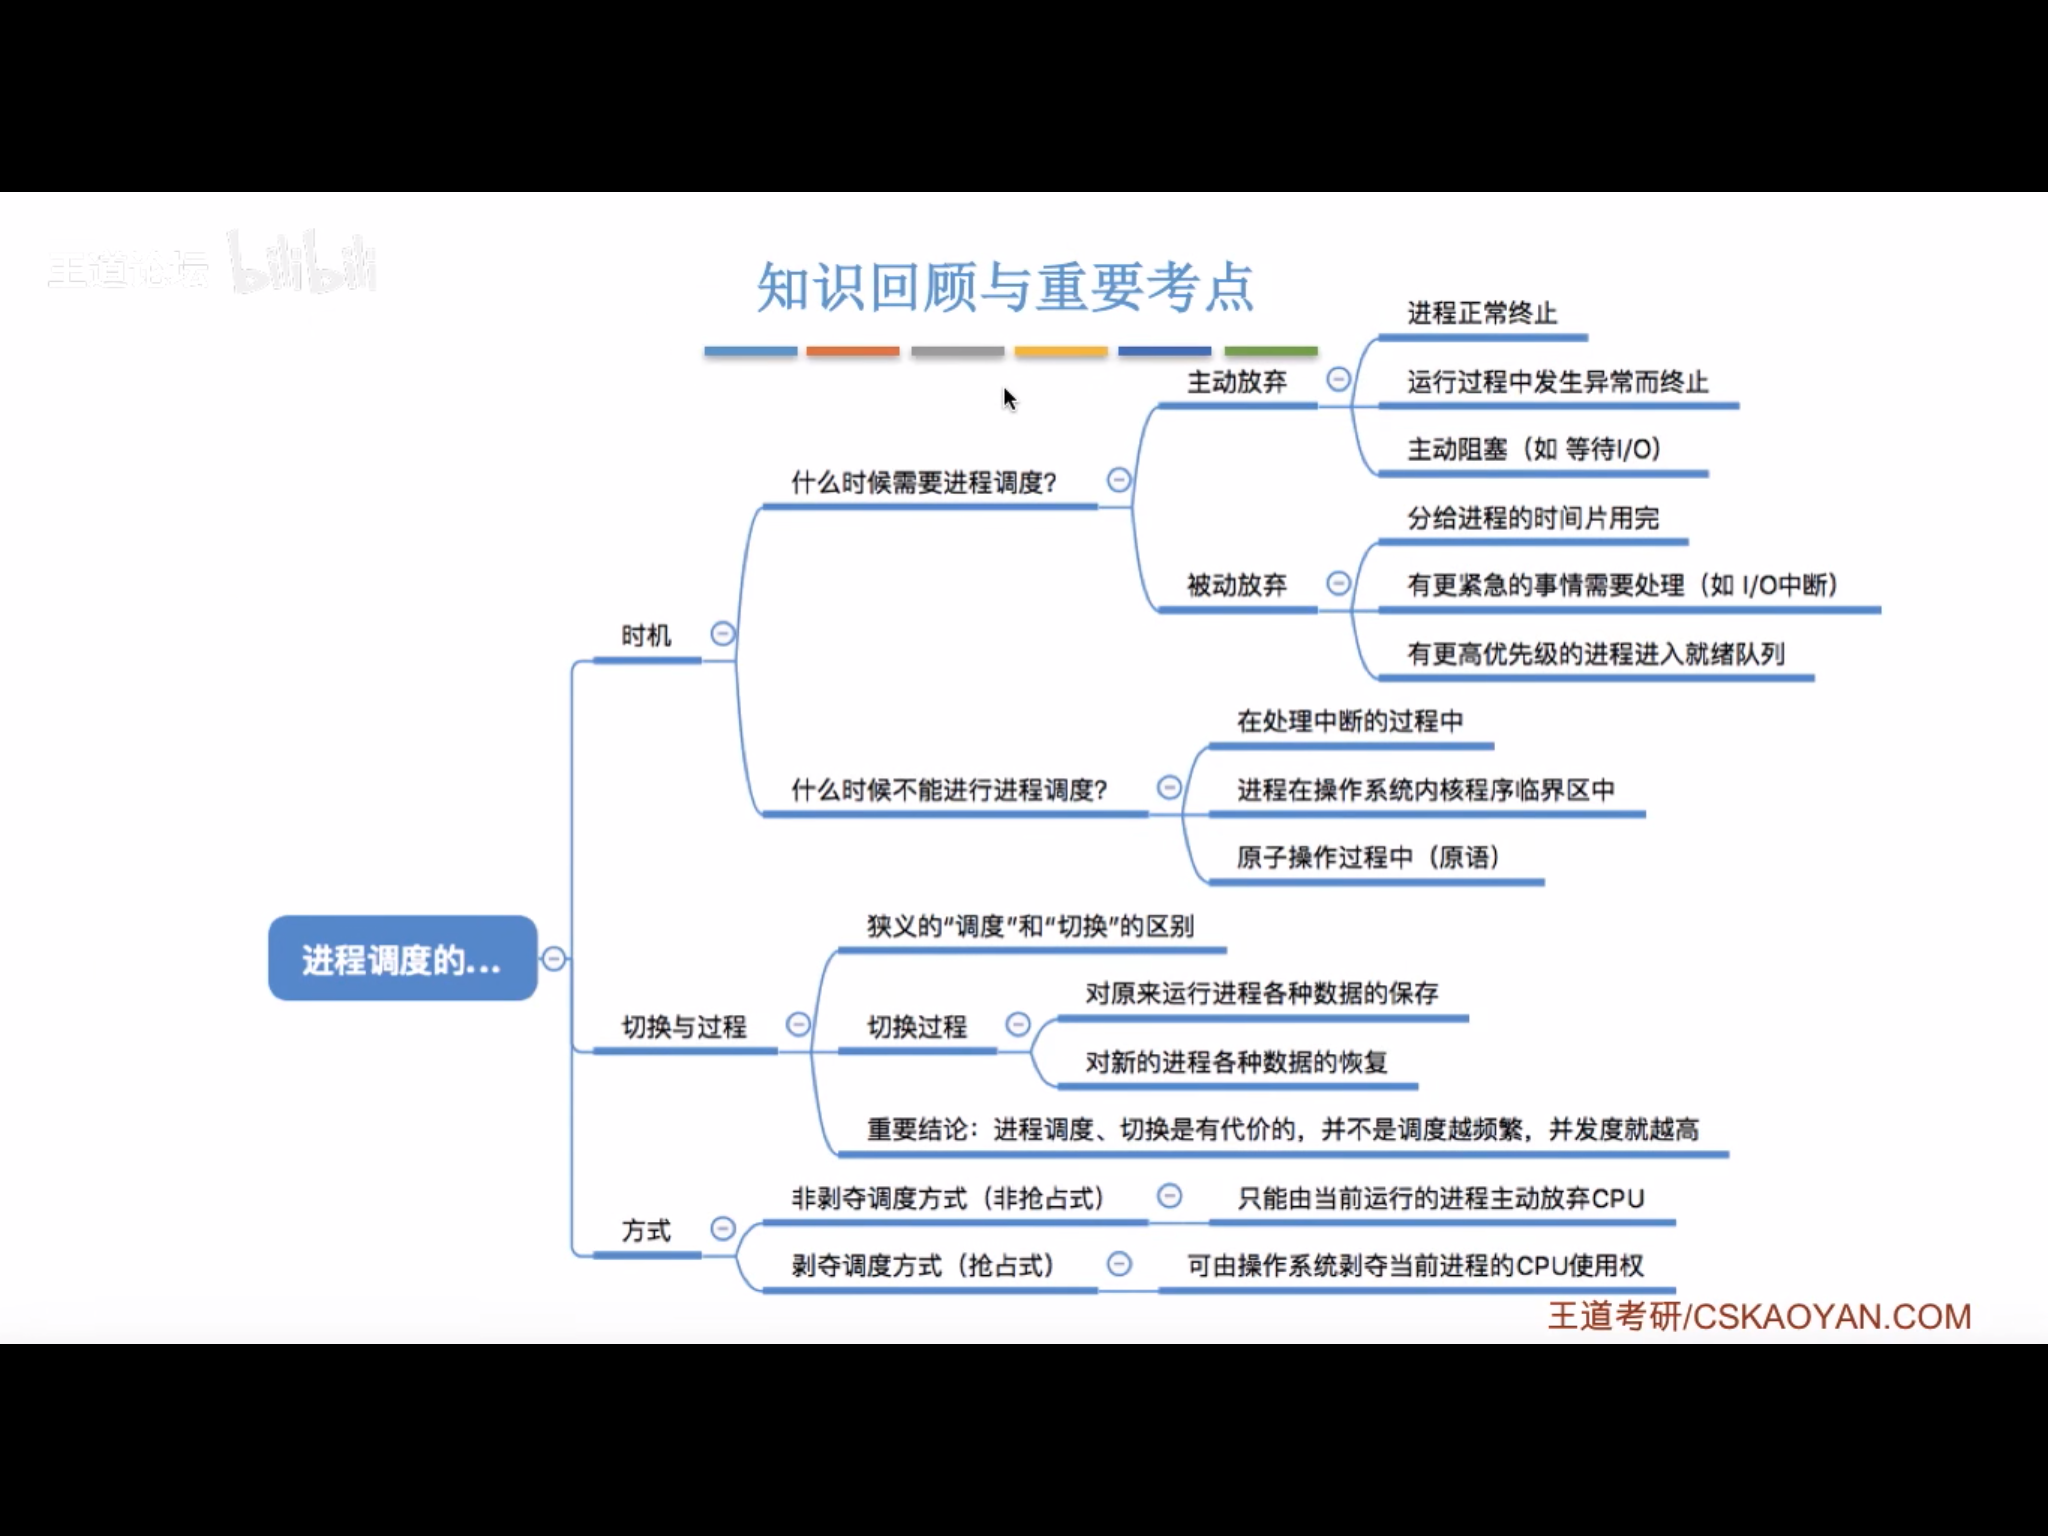 王道论坛 bilibili
知识回顾与重要考点
进程正常终止
主动放弃
运行过程中发生异常而终止
主动阻塞（如 等待I/O）
什么时候需要进程调度？
分给进程的时间片用完
被动放弃
有更紧急的事情需要处理（如 I/O中断）
有更高优先级的进程进入就绪队列
时机
在处理中断的过程中
什么时候不能进行进程调度？
进程在操作系统内核程序临界区中
原子操作过程中（原语）
进程调度的...
狭义的“调度”和“切换”的区别
切换与过程
切换过程
对原来运行进程各种数据的保存
对新的进程各种数据的恢复
重要结论：进程调度、切换是有代价的，并不是调度越频繁，并发度就越高
方式
非剥夺调度方式（非抢占式）
只能由当前运行的进程主动放弃CPU
剥夺调度方式（抢占式）
可由操作系统剥夺当前进程的CPU使用权
王道考研/CSKAOYAN.COM